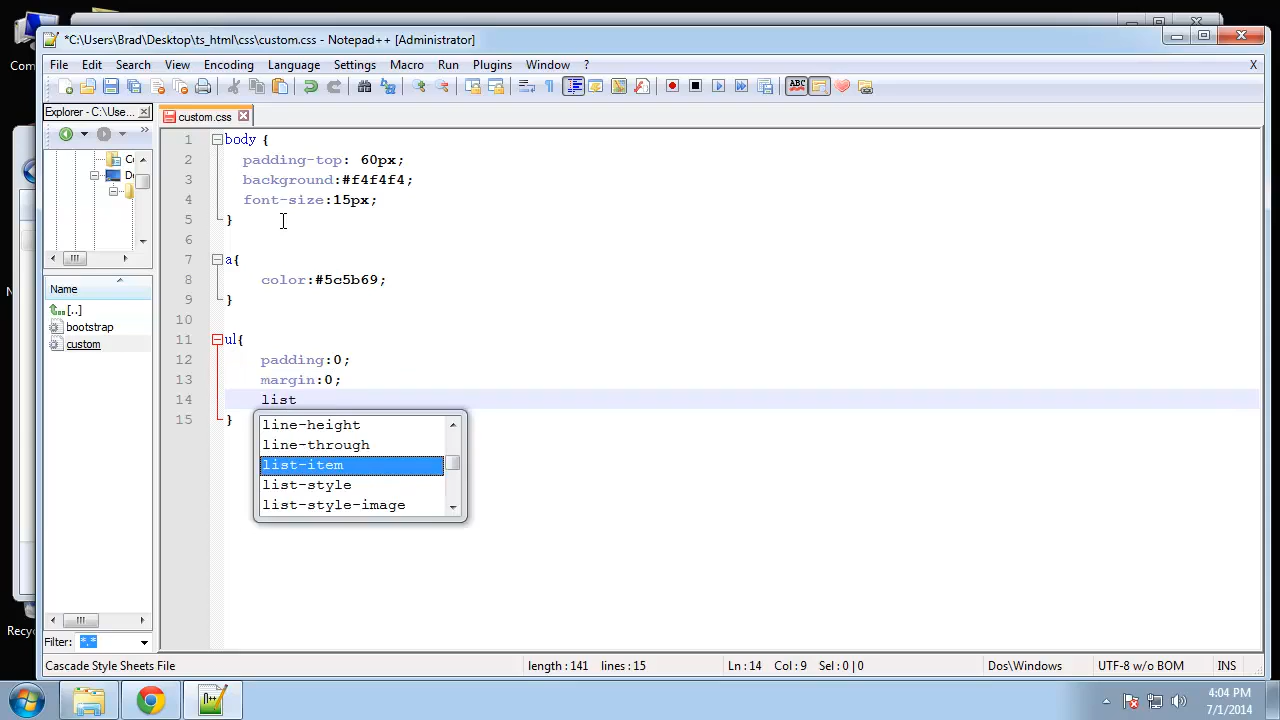 Com
*C:\Users\Brad\Desktop\ts_html\css\custom.css - Notepad++ [Administrator]
File Edit Search View Encoding Language Settings Macro Run Plugins Window ? X
Explorer - C:\Use...
custom.css
1 body {
2 padding-top: 60px;
3 background:#f4f4f4;
4 font-size:15px;
5 }
6
7 a{
8 color:#5c5b69;
9 }
10
11 ul{
12 padding:0;
13 margin:0;
14 list
15 }
line-height
line-through
list-item
list-style
list-style-image
Name
[..]
bootstrap
custom
Recyc
Filter: *.*
Cascade Style Sheets File length : 141 lines : 15 Ln : 14 Col : 9 Sel : 0 | 0 Dos\Windows UTF-8 w/o BOM INS
4:04 PM
7/1/2014